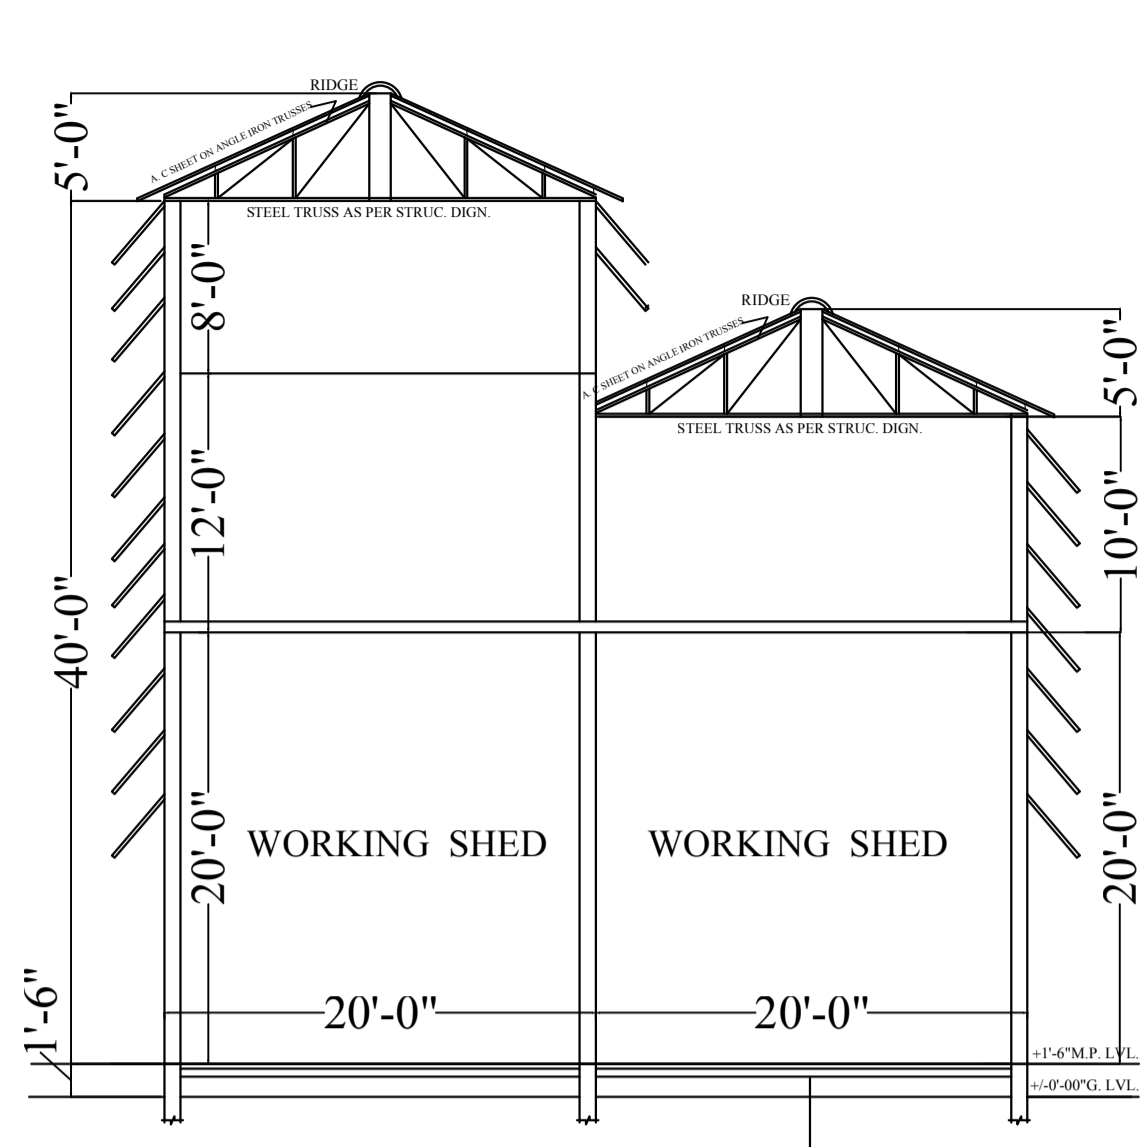 RIDGE
5'-0"
A. C SHEET ON ANGLE IRON TRUSSES
STEEL TRUSS AS PER STRUC. DIGN.
8'-0"
RIDGE
A. C SHEET ON ANGLE IRON TRUSSES
5'-0"
STEEL TRUSS AS PER STRUC. DIGN.
12'-0"
10'-0"
40'-0"
WORKING SHED
WORKING SHED
20'-0"
20'-0"
1'-6"
20'-0"
20'-0"
+1'-6"M.P. LVL.
+/-0'-00"G. LVL.